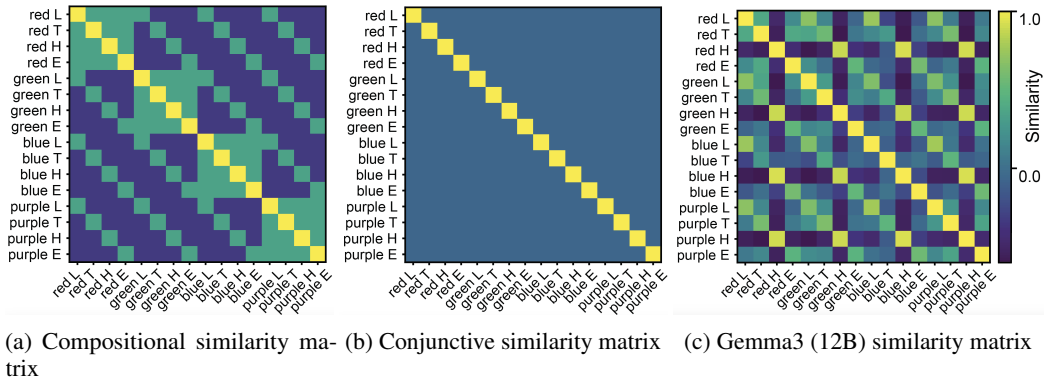 red L
red T
red H
red E
green L
green T
green H
green E
blue L
blue T
blue H
blue E
purple L
purple T
purple H
purple E
red L
red T
red H
red E
green L
green T
green H
green E
blue L
blue T
blue H
blue E
purple L
purple T
purple H
purple E
red L
red T
red H
red E
green L
green T
green H
green E
blue L
blue T
blue H
blue E
purple L
purple T
purple H
purple E
red L
red T
red H
red E
green L
green T
green H
green E
blue L
blue T
blue H
blue E
purple L
purple T
purple H
purple E
red L
red T
red H
red E
green L
green T
green H
green E
blue L
blue T
blue H
blue E
purple L
purple T
purple H
purple E
red L
red T
red H
red E
green L
green T
green H
green E
blue L
blue T
blue H
blue E
purple L
purple T
purple H
purple E
1.0
0.0
Similarity
(a) Compositional similarity ma-
trix
(b) Conjunctive similarity matrix
(c) Gemma3 (12B) similarity matrix